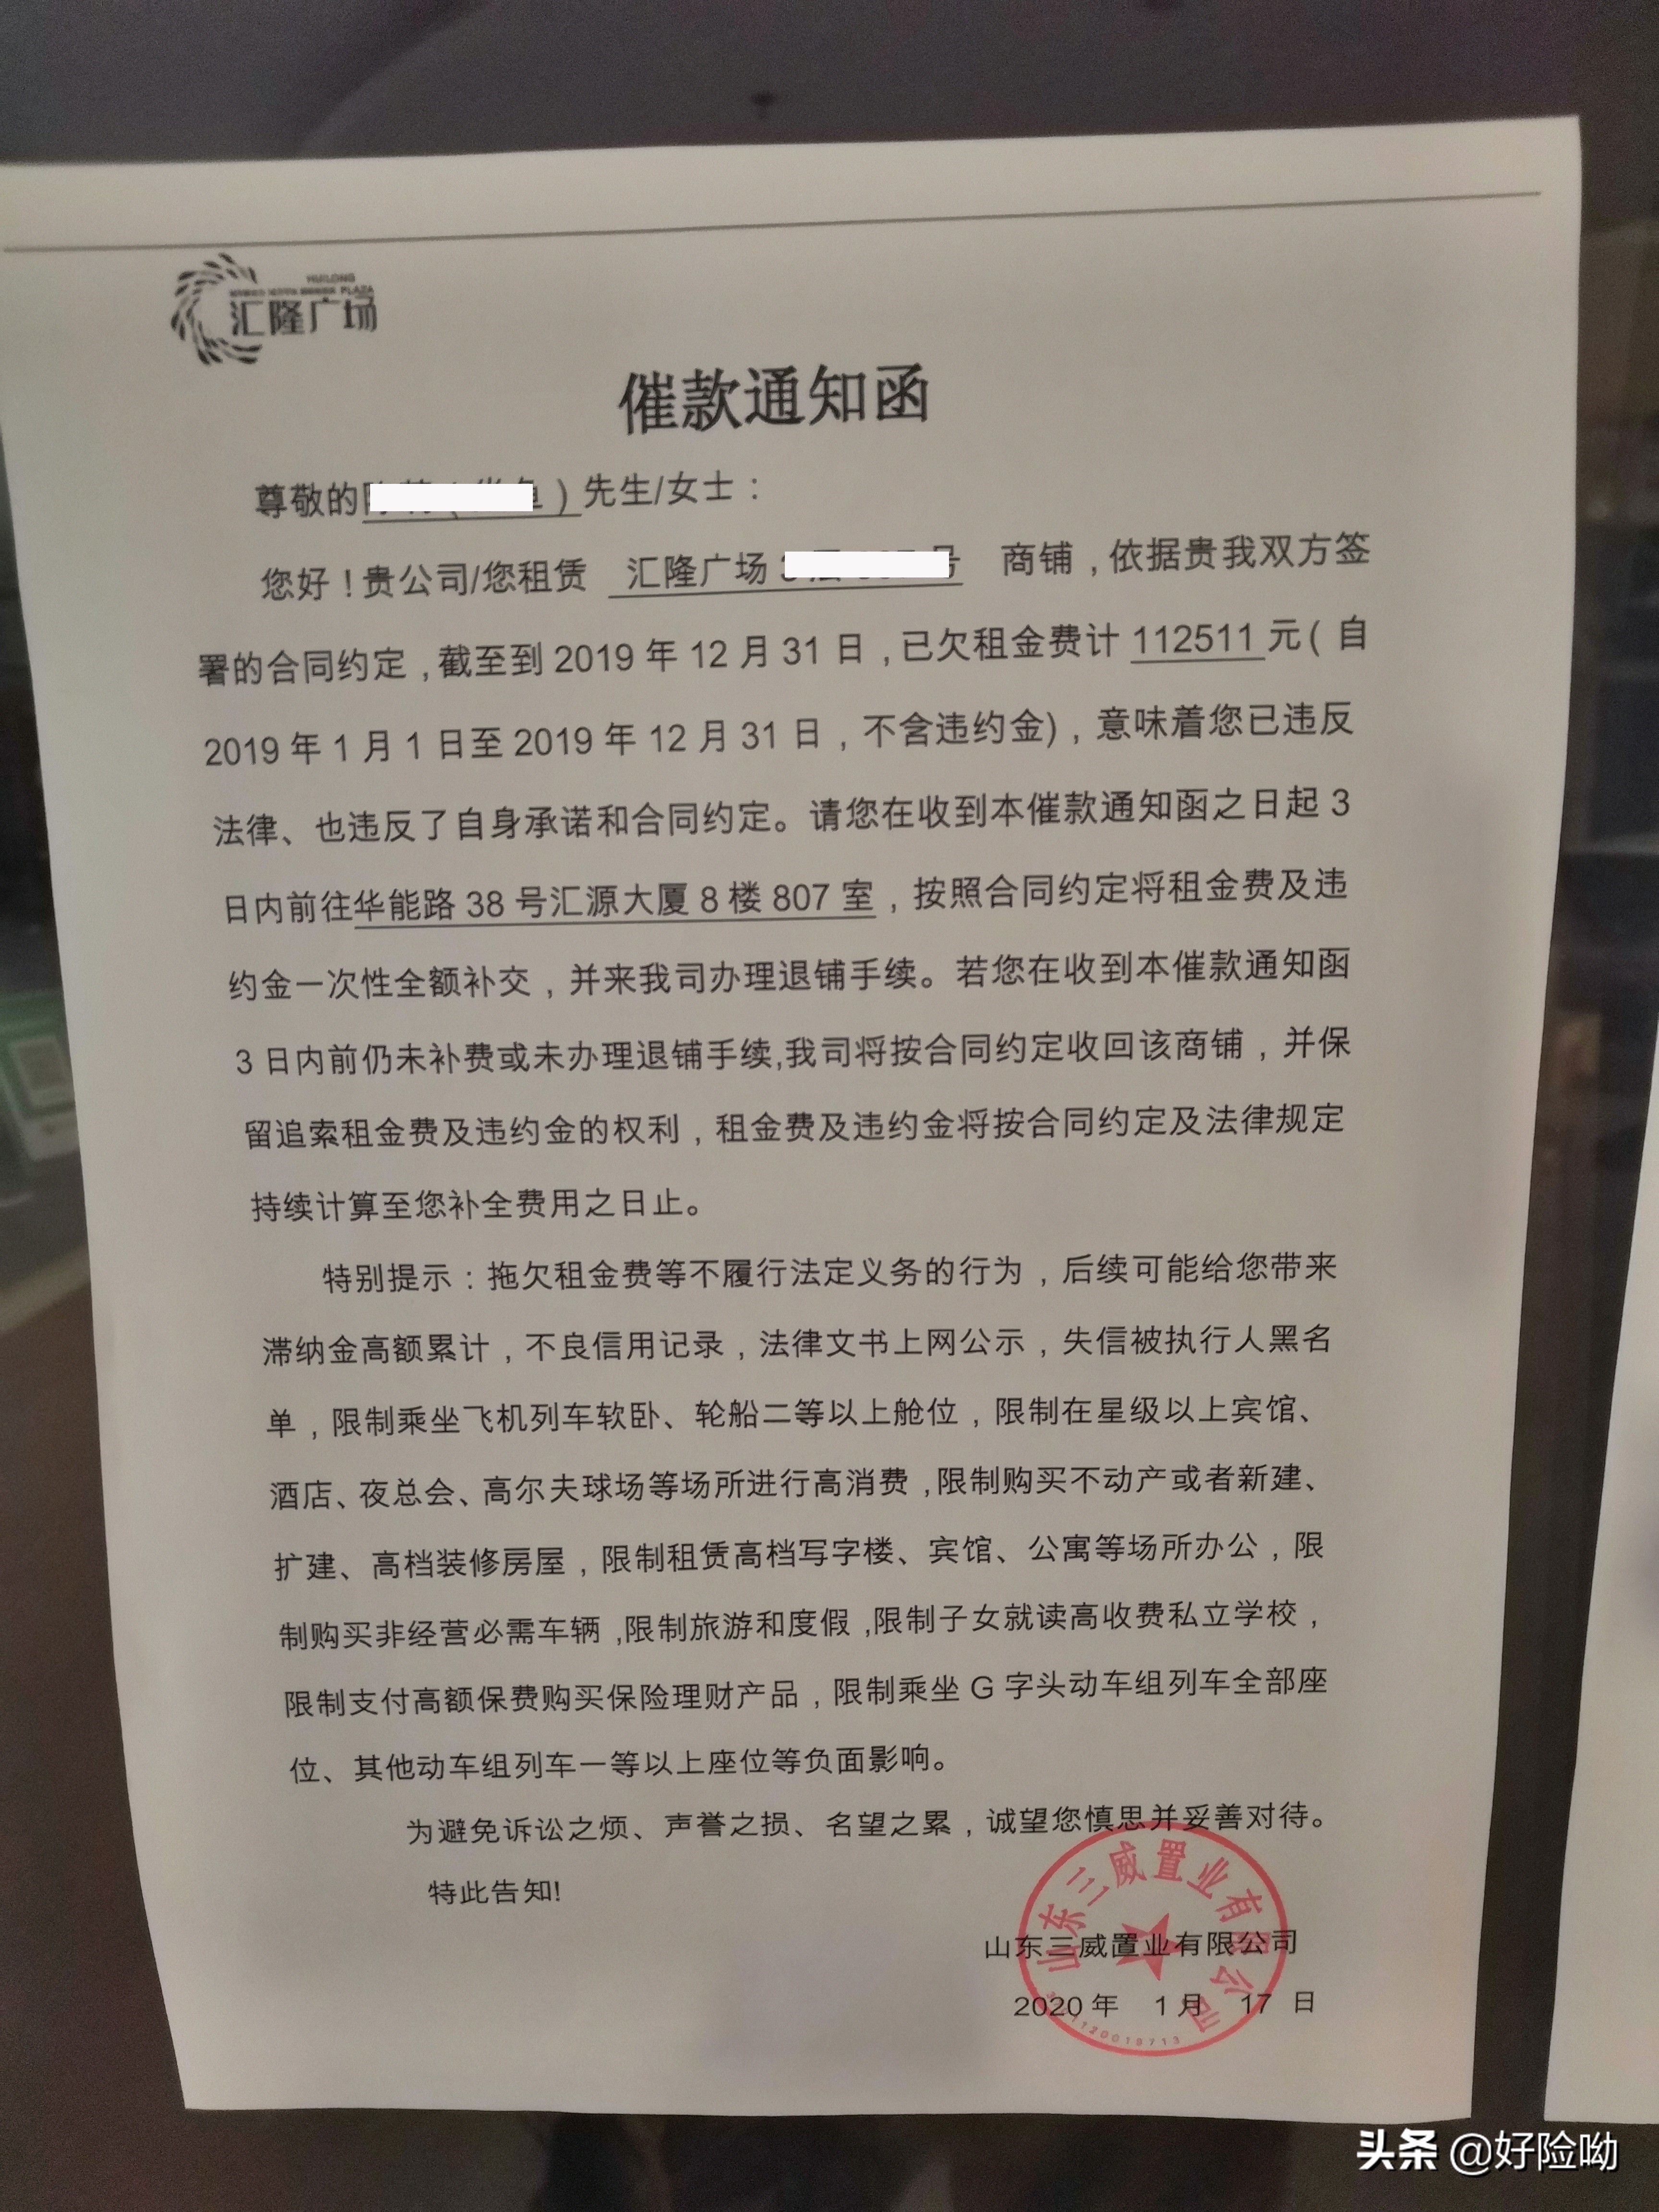 HUILONG
PLAZA
汇隆广场
催款通知函
尊敬的 ）先生/女士：
您好！贵公司/您租赁 汇隆广场 号 商铺，依据贵我双方签
署的合同约定，截至到 2019 年 12 月 31 日，已欠租金费计 112511 元（自
2019 年 1 月 1 日至 2019 年 12 月 31 日，不含违约金)，意味着您已违反
法律、也违反了自身承诺和合同约定。请您在收到本催款通知函之日起 3
日内前往华能路 38 号汇源大厦 8 楼 807 室，按照合同约定将租金费及违
约金一次性全额补交，并来我司办理退铺手续。若您在收到本催款通知函
3 日内前仍未补费或未办理退铺手续,我司将按合同约定收回该商铺，并保
留追索租金费及违约金的权利，租金费及违约金将按合同约定及法律规定
持续计算至您补全费用之日止。
特别提示：拖欠租金费等不履行法定义务的行为，后续可能给您带来
滞纳金高额累计，不良信用记录，法律文书上网公示，失信被执行人黑名
单，限制乘坐飞机列车软卧、轮船二等以上舱位，限制在星级以上宾馆、
酒店、夜总会、高尔夫球场等场所进行高消费，限制购买不动产或者新建、
扩建、高档装修房屋，限制租赁高档写字楼、宾馆、公寓等场所办公，限
制购买非经营必需车辆，限制旅游和度假，限制子女就读高收费私立学校，
限制支付高额保费购买保险理财产品，限制乘坐 G 字头动车组列车全部座
位、其他动车组列车一等以上座位等负面影响。
为避免诉讼之烦、声誉之损、名望之累，诚望您慎思并妥善对待。
特此告知!
山东三威置业有限公司
山东三威置业有限公司
2020 年 1 月 17 日
头条 @好险呦